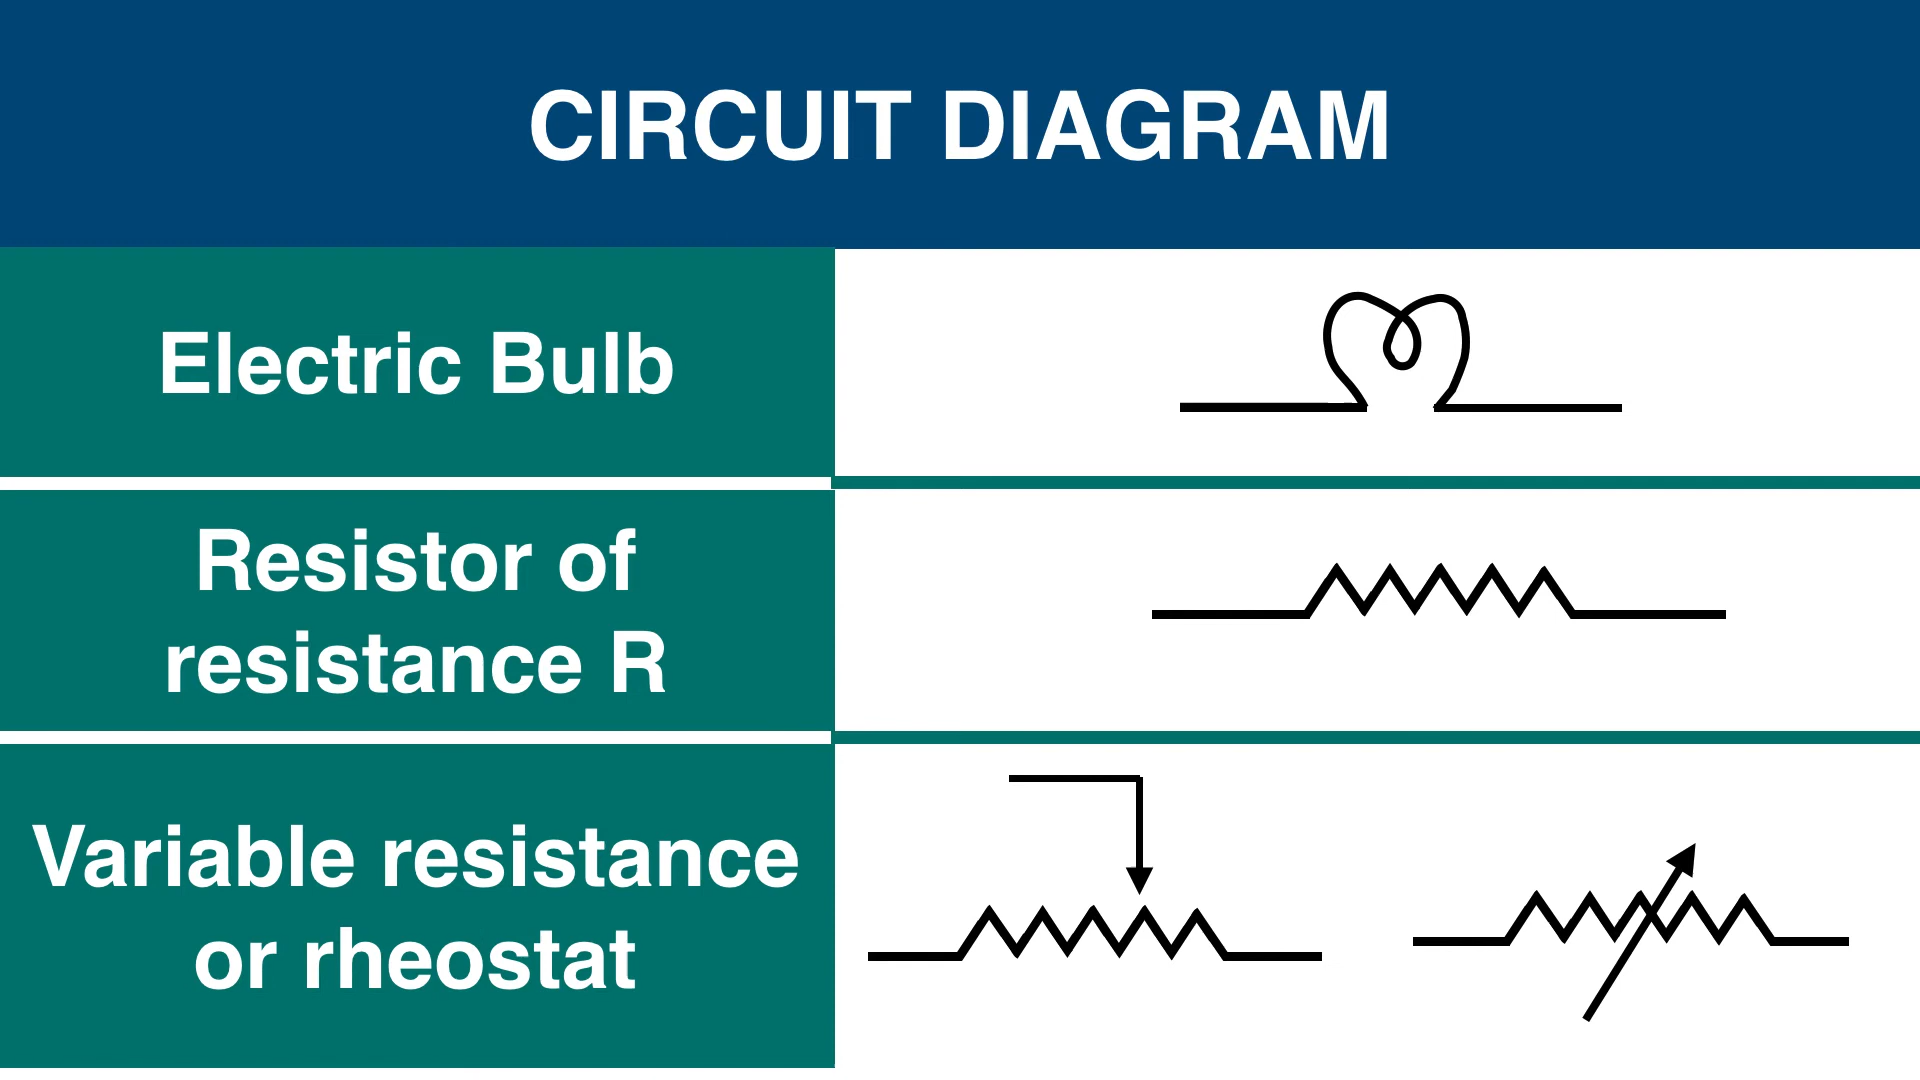 CIRCUIT DIAGRAM
Electric Bulb
Resistor of
resistance R
Variable resistance
or rheostat